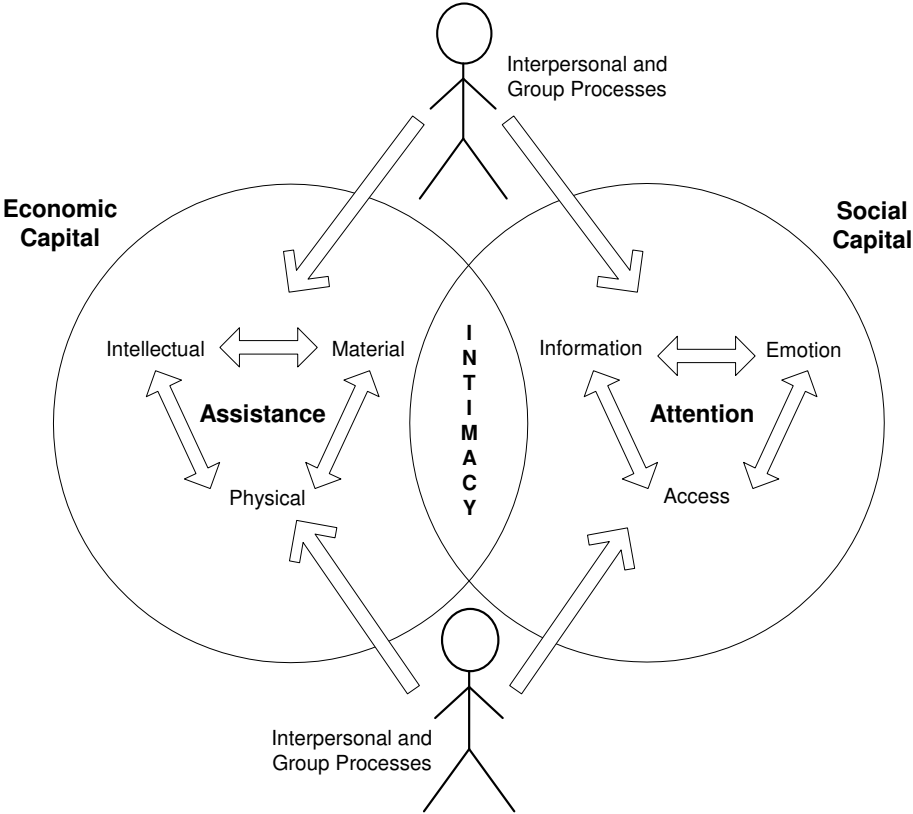 Interpersonal and
Group Processes
Economic
Capital
Social
Capital
Intellectual
Material
Assistance
Physical
I
N
T
I
M
A
C
Y
Information
Emotion
Attention
Access
Interpersonal and
Group Processes